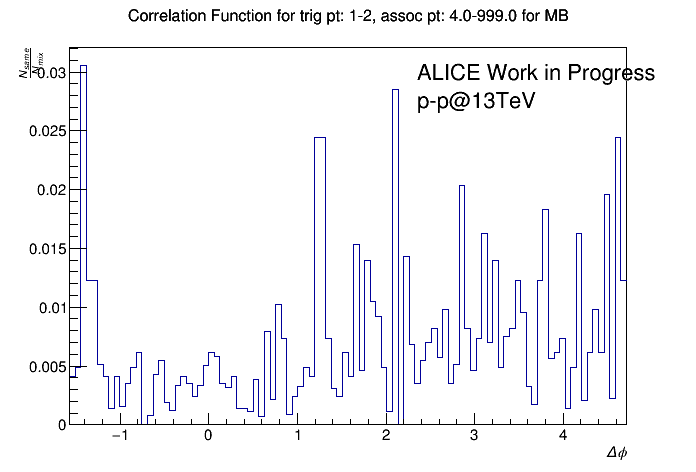 Correlation Function for trig pt: 1-2, assoc pt: 4.0-999.0 for MB
N_same
N_mix
ALICE Work in Progress
p-p@13TeV
0.03
0.025
0.02
0.015
0.01
0.005
0
−1 0 1 2 3 4
Δϕ